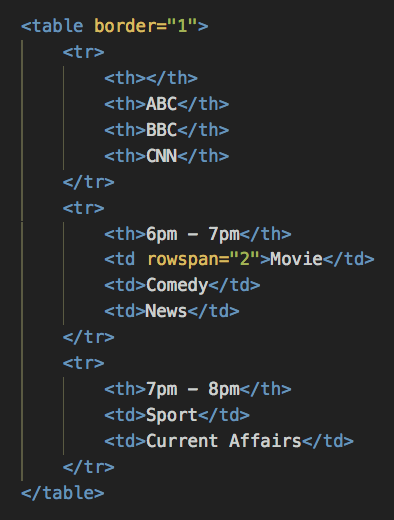 <table border="1">
    <tr>
        <th></th>
        <th>ABC</th>
        <th>BBC</th>
        <th>CNN</th>
    </tr>
    <tr>
        <th>6pm - 7pm</th>
        <td rowspan="2">Movie</td>
        <td>Comedy</td>
        <td>News</td>
    </tr>
    <tr>
        <th>7pm - 8pm</th>
        <td>Sport</td>
        <td>Current Affairs</td>
    </tr>
</table>